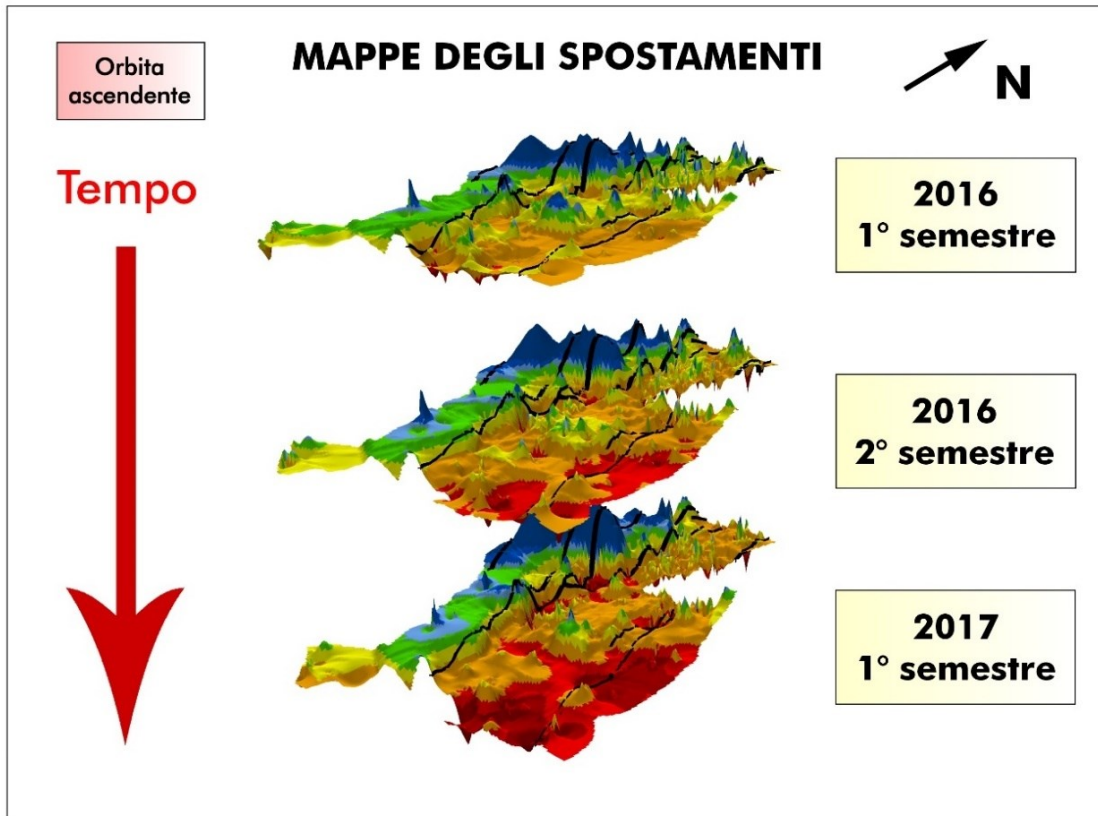 Orbita
ascendente
MAPPE DEGLI SPOSTAMENTI
N
Tempo
2016
1° semestre
2016
2° semestre
2017
1° semestre